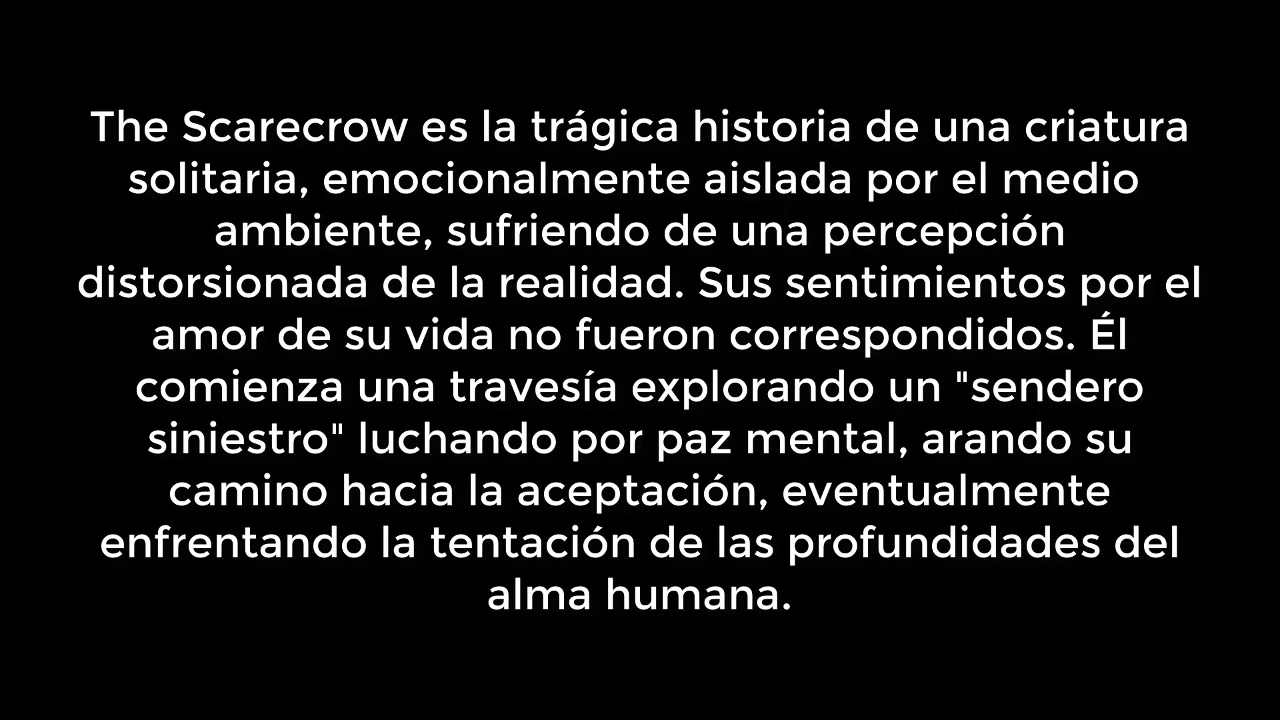 The Scarecrow es la trágica historia de una criatura
solitaria, emocionalmente aislada por el medio
ambiente, sufriendo de una percepción
distorsionada de la realidad. Sus sentimientos por el
amor de su vida no fueron correspondidos. Él
comienza una travesía explorando un "sendero
siniestro" luchando por paz mental, arando su
camino hacia la aceptación, eventualmente
enfrentando la tentación de las profundidades del
alma humana.